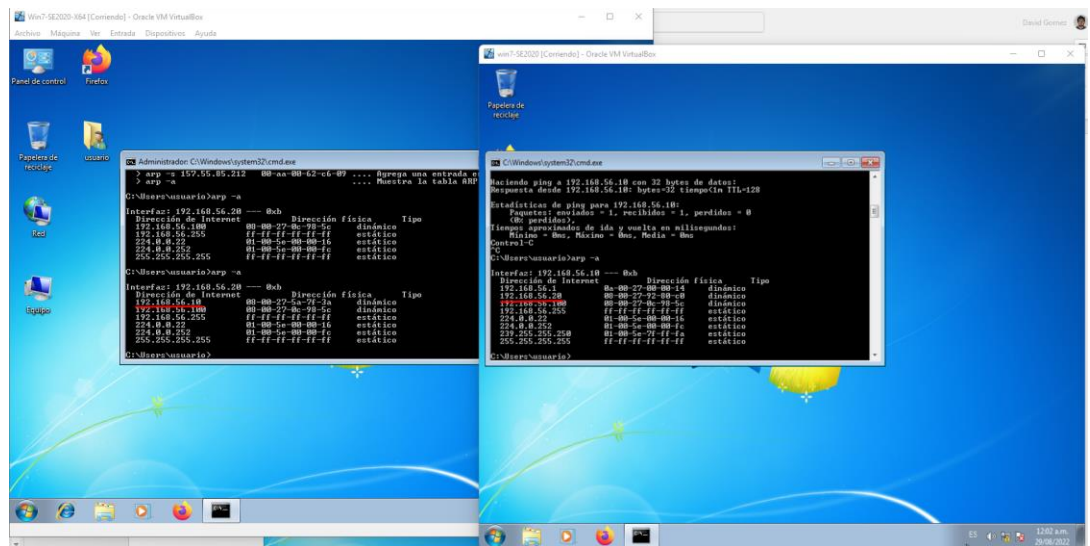 Win7-SE2020-X64 [Corriendo] - Oracle VM VirtualBox
Archivo Máquina Ver Entrada Dispositivos Ayuda
David Gomez
Panel de control
Firefox
Papelera de reciclaje
usuario
Red
Equipo
Administrador: C:\Windows\system32\cmd.exe
> arp -s 157.55.85.212 00-aa-00-62-c6-09 .... Agrega una entrada es
> arp -a .... Muestra la tabla ARP
C:\Users\usuario>arp -a
Interfaz: 192.168.56.20 --- 0xb
Dirección de Internet Dirección física Tipo
192.168.56.100 08-00-27-0c-98-5c dinámico
192.168.56.255 ff-ff-ff-ff-ff-ff estático
224.0.0.22 01-00-5e-00-00-16 estático
224.0.0.252 01-00-5e-00-00-fc estático
255.255.255.255 ff-ff-ff-ff-ff-ff estático
C:\Users\usuario>arp -a
Interfaz: 192.168.56.20 --- 0xb
Dirección de Internet Dirección física Tipo
192.168.56.10 08-00-27-5a-7f-3a dinámico
192.168.56.100 08-00-27-0c-98-5c dinámico
192.168.56.255 ff-ff-ff-ff-ff-ff estático
224.0.0.22 01-00-5e-00-00-16 estático
224.0.0.252 01-00-5e-00-00-fc estático
255.255.255.255 ff-ff-ff-ff-ff-ff estático
C:\Users\usuario>
win7-SE2020 [Corriendo] - Oracle VM VirtualBox
Papelera de reciclaje
C:\Windows\system32\cmd.exe
Haciendo ping a 192.168.56.10 con 32 bytes de datos:
Respuesta desde 192.168.56.10: bytes=32 tiempo<1m TTL=128
Estadísticas de ping para 192.168.56.10:
Paquetes: enviados = 1, recibidos = 1, perdidos = 0
(0% perdidos),
Tiempos aproximados de ida y vuelta en milisegundos:
Mínimo = 0ms, Máximo = 0ms, Media = 0ms
Control-C
^C
C:\Users\usuario>arp -a
Interfaz: 192.168.56.10 --- 0xb
Dirección de Internet Dirección física Tipo
192.168.56.1 0a-00-27-00-00-14 dinámico
192.168.56.20 08-00-27-92-80-c0 dinámico
192.168.56.100 08-00-27-0c-98-5c dinámico
192.168.56.255 ff-ff-ff-ff-ff-ff estático
224.0.0.22 01-00-5e-00-00-16 estático
224.0.0.252 01-00-5e-00-00-fc estático
239.255.255.250 01-00-5e-7f-ff-fa estático
255.255.255.255 ff-ff-ff-ff-ff-ff estático
C:\Users\usuario>
ES
12:02 a.m.
29/06/2022